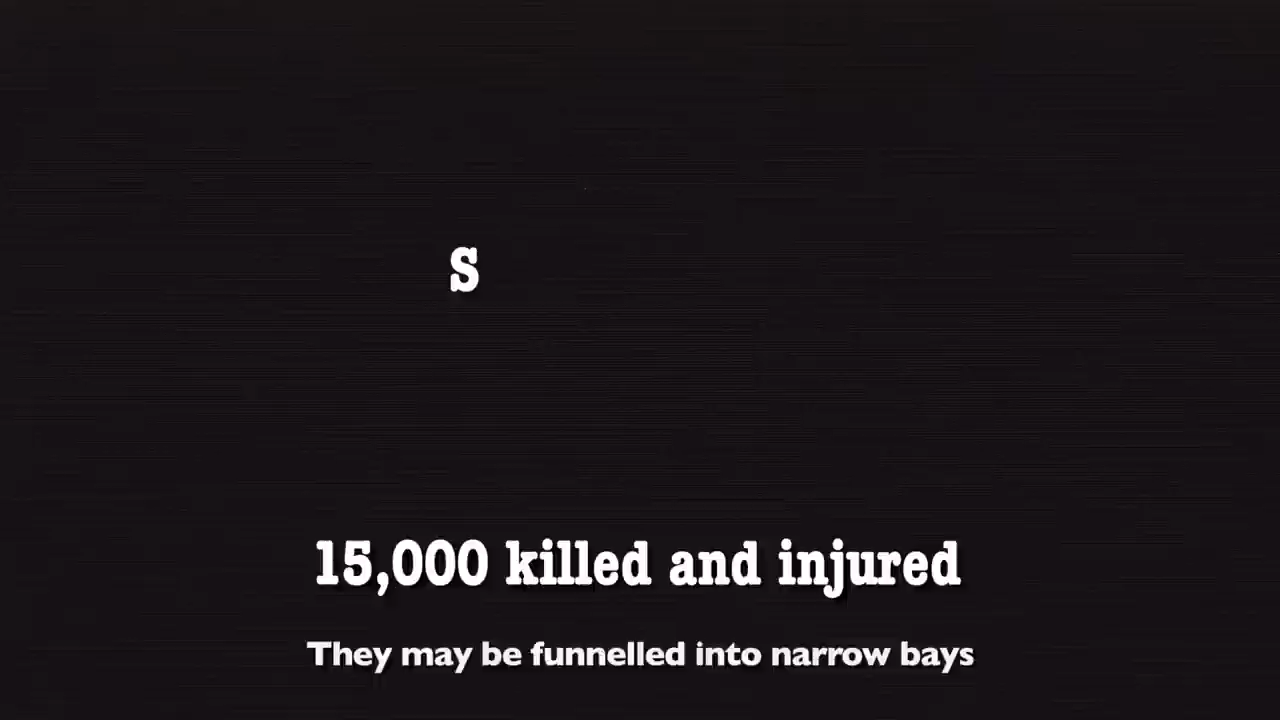 S
15,000 killed and injured
They may be funnelled into narrow bays